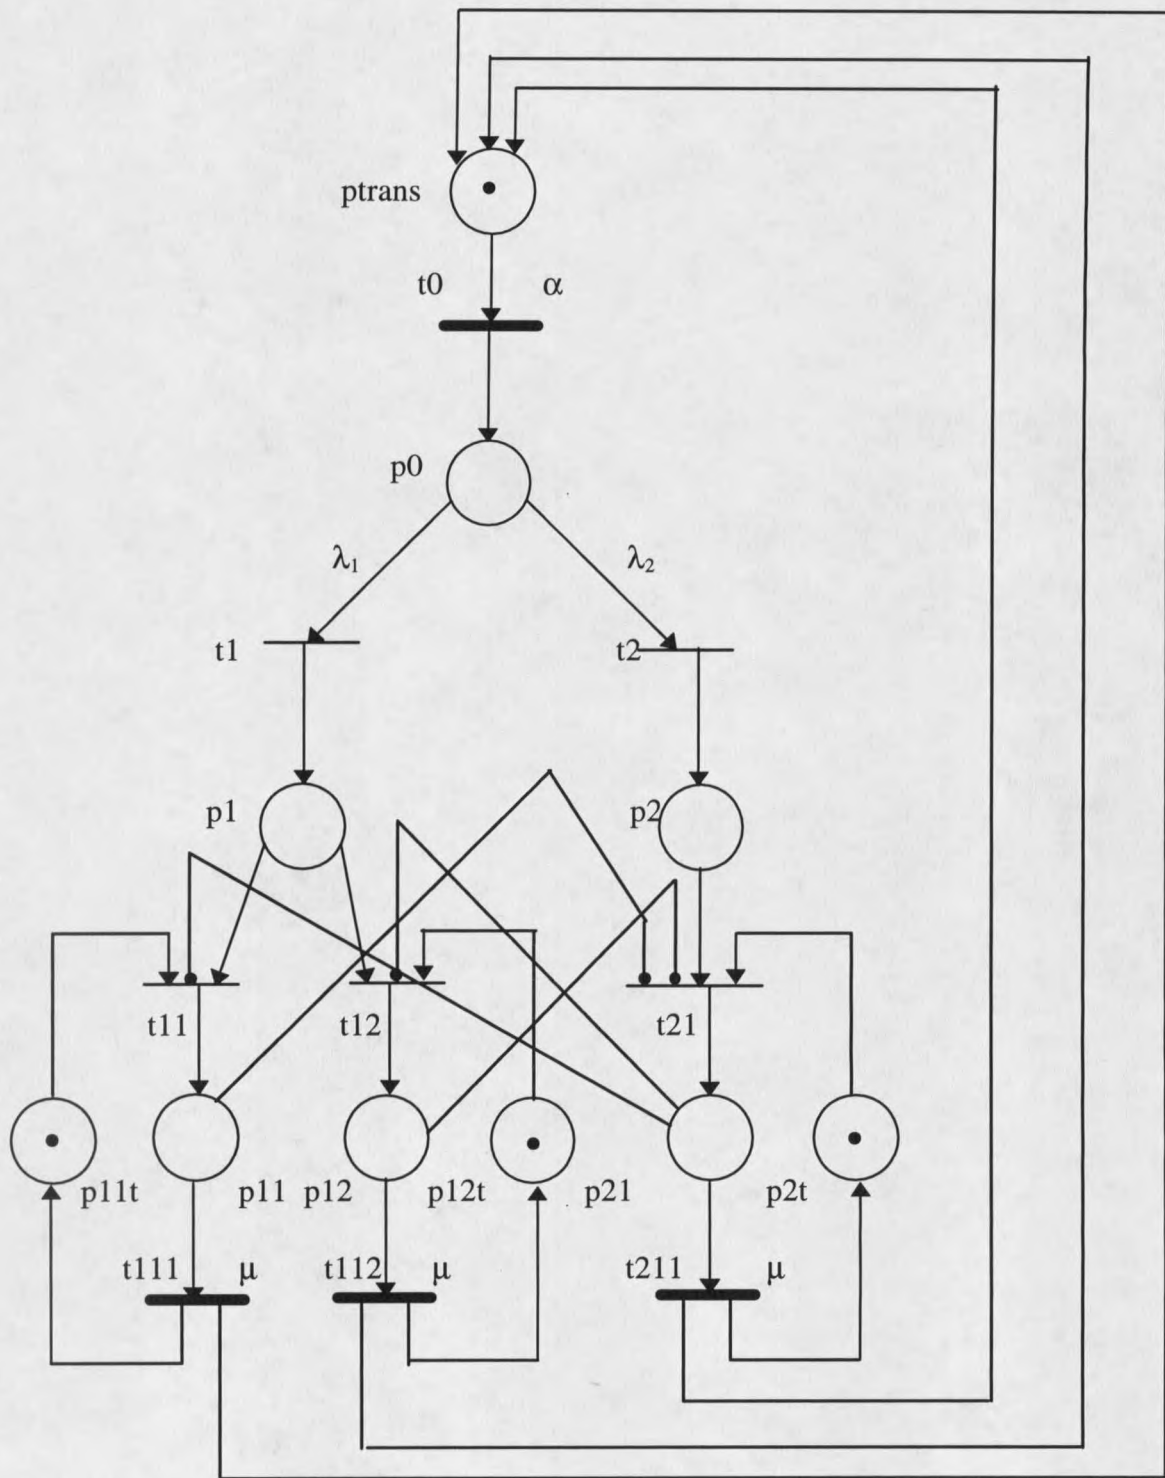 ptrans
t0 α
p0
λ₁ λ₂
t1 t2
p1 p2
t11 t12 t21
p11t p11 p12 p12t p21 p2t
t111 μ t112 μ t211 μ